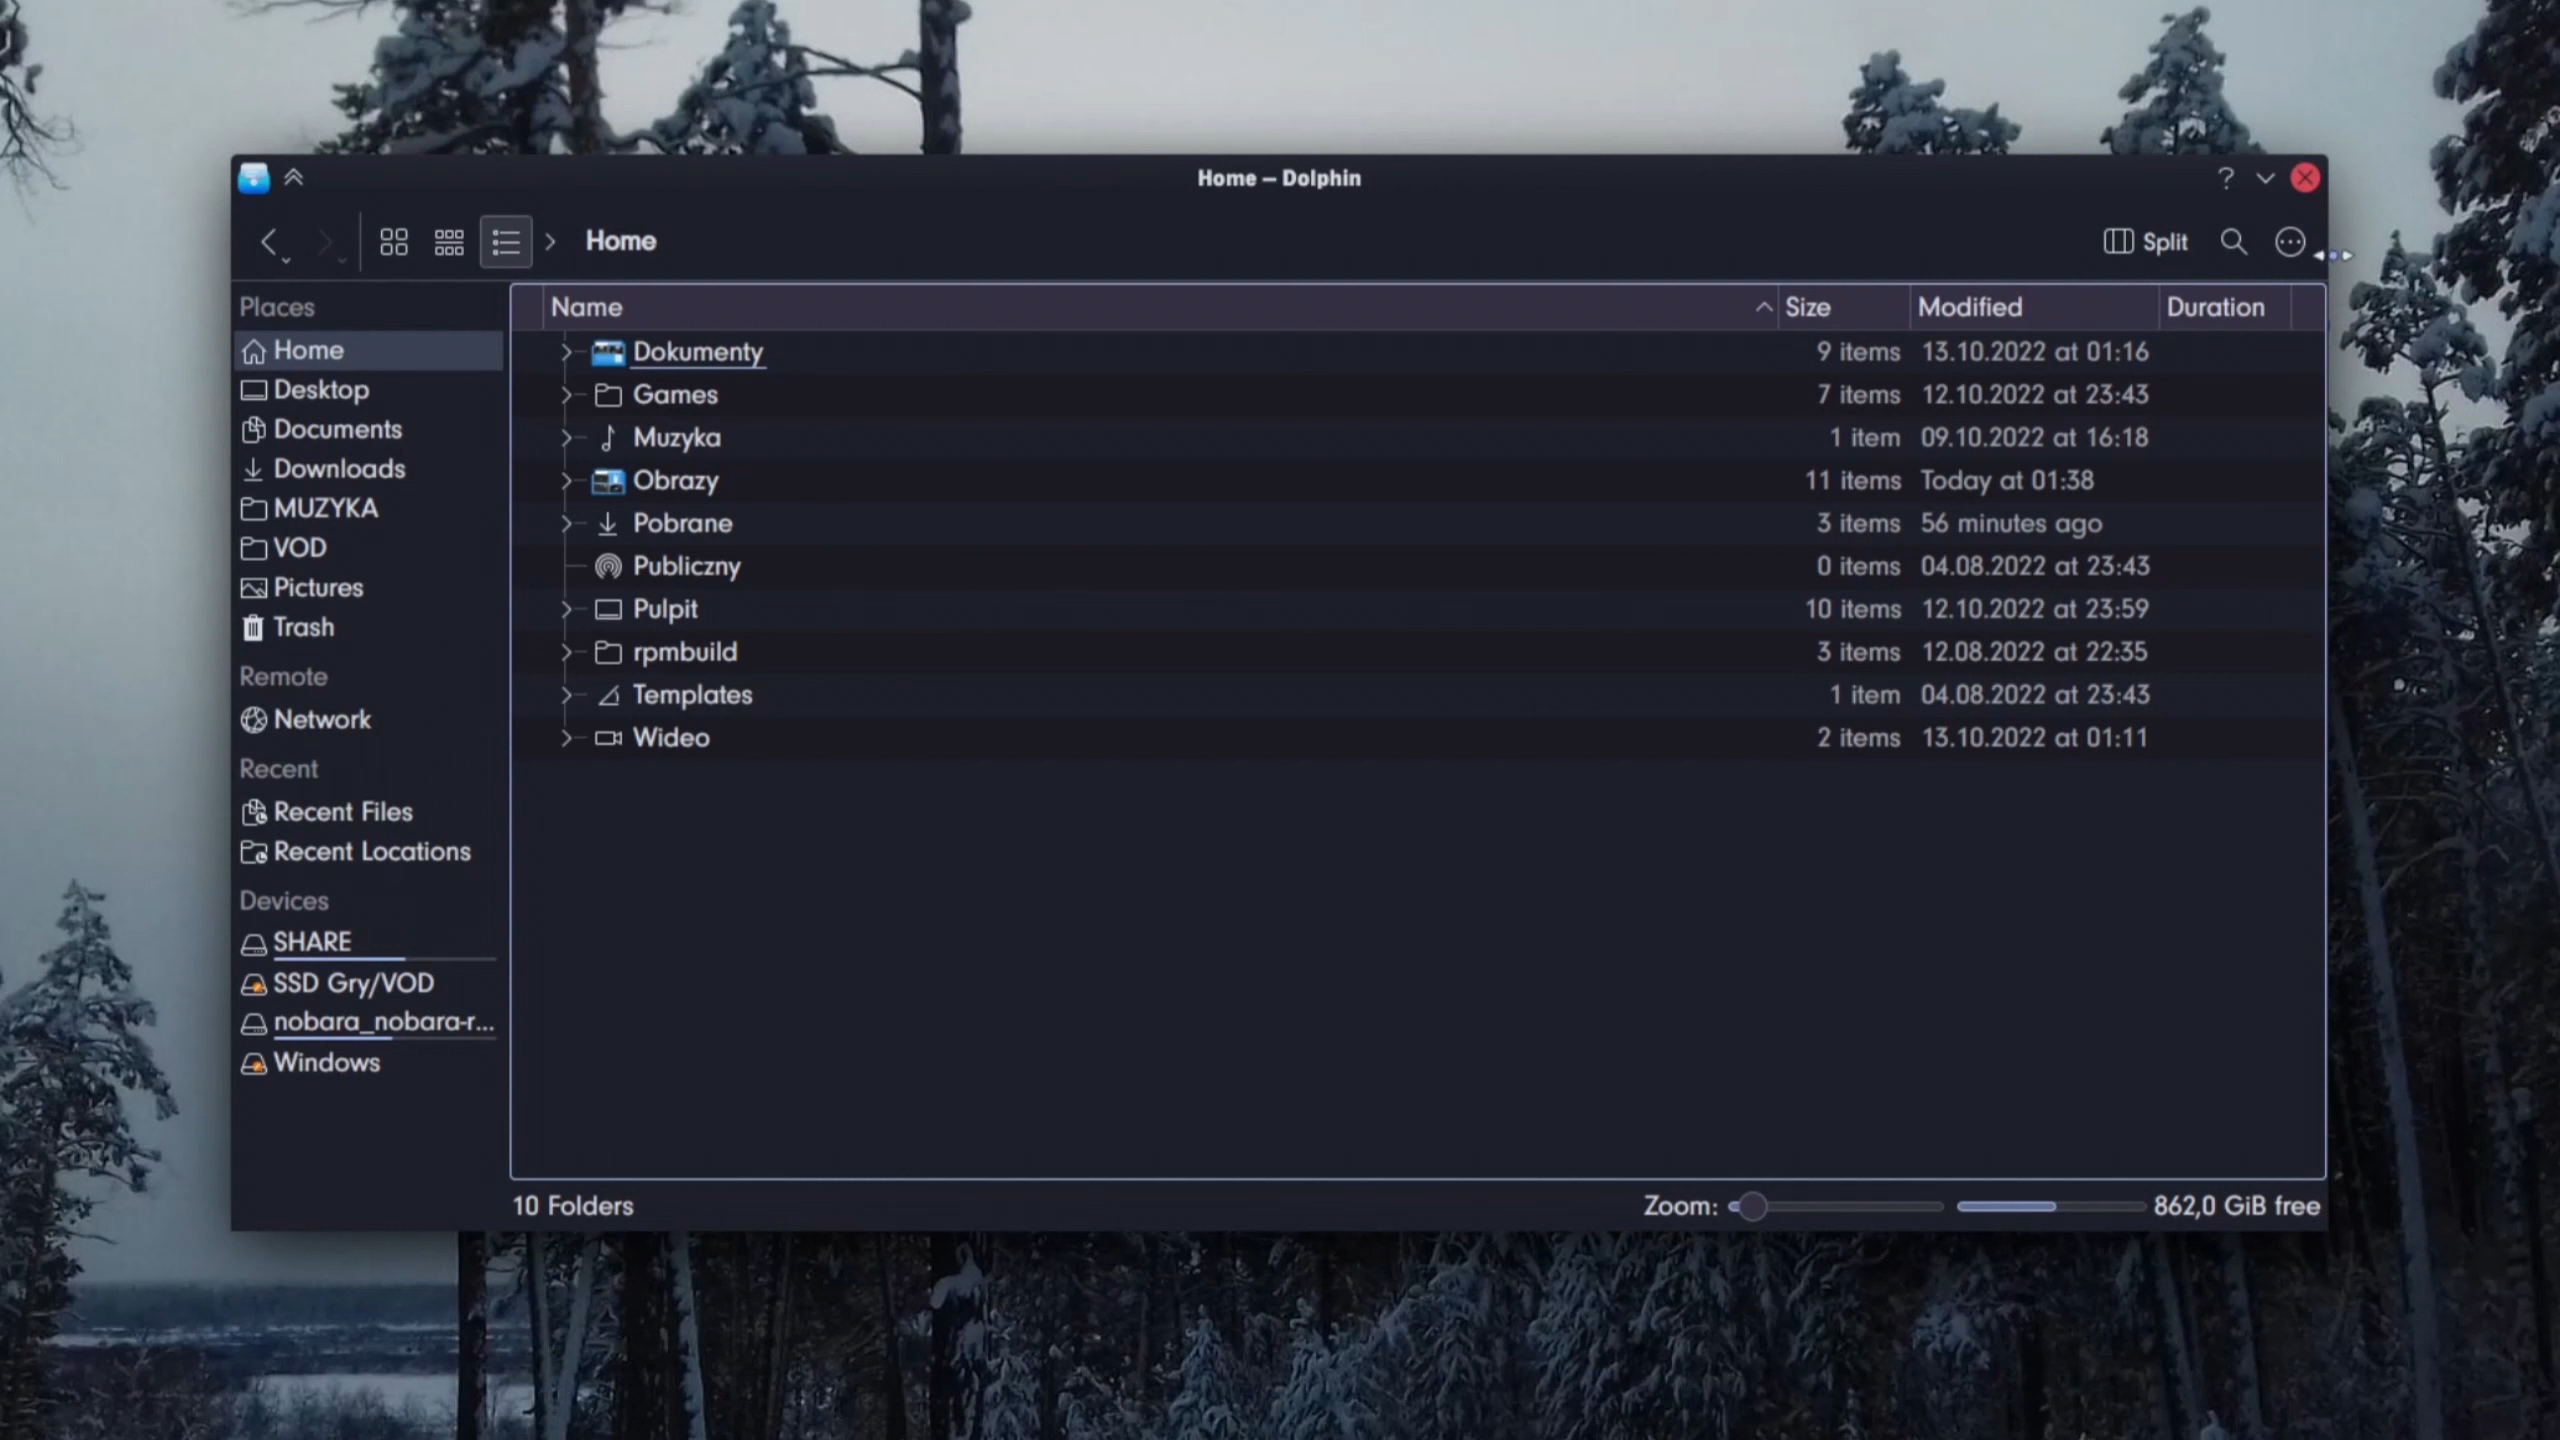 Home – Dolphin
Home
Split
Places
Home
Desktop
Documents
Downloads
MUZYKA
VOD
Pictures
Trash
Remote
Network
Recent
Recent Files
Recent Locations
Devices
SHARE
SSD Gry/VOD
nobara_nobara-r...
Windows
Name Size Modified Duration
Dokumenty 9 items 13.10.2022 at 01:16
Games 7 items 12.10.2022 at 23:43
Muzyka 1 item 09.10.2022 at 16:18
Obrazy 11 items Today at 01:38
Pobrane 3 items 56 minutes ago
Publiczny 0 items 04.08.2022 at 23:43
Pulpit 10 items 12.10.2022 at 23:59
rpmbuild 3 items 12.08.2022 at 22:35
Templates 1 item 04.08.2022 at 23:43
Wideo 2 items 13.10.2022 at 01:11
10 Folders
Zoom: 862,0 GiB free